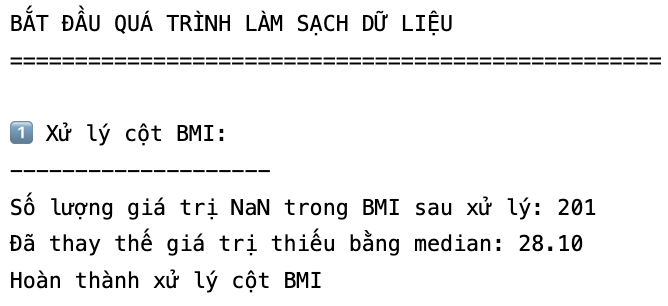 BẮT ĐẦU QUÁ TRÌNH LÀM SẠCH DỮ LIỆU
==================================================
1️⃣ Xử lý cột BMI:
--------------------
Số lượng giá trị NaN trong BMI sau xử lý: 201
Đã thay thế giá trị thiếu bằng median: 28.10
Hoàn thành xử lý cột BMI